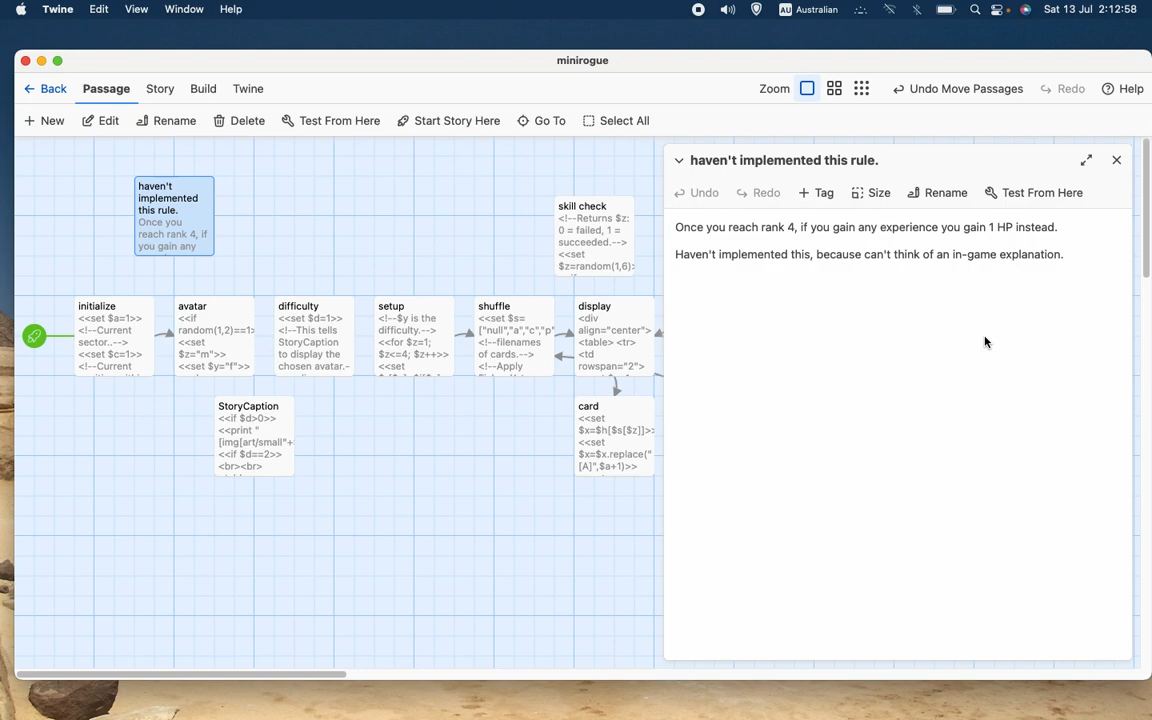 Twine Edit View Window Help AU Australian Sat 13 Jul 2:12:58
minirogue
Back Passage Story Build Twine Zoom Undo Move Passages Redo Help
New Edit Rename Delete Test From Here Start Story Here Go To Select All
haven't
implemented
this rule.
Once you
reach rank 4, if
you gain any
skill check
<!--Returns $z:
0 = failed, 1 =
succeeded.-->
<<set
$z=random(1,6)>
initialize
<<set $a=1>>
<!--Current
sector..-->
<<set $c=1>>
<!--Current
avatar
<<if
random(1,2)==1>
<<set
$z="m">>
<<set $y="f">>
difficulty
<<set $d=1>>
<!--This tells
StoryCaption
to display the
chosen avatar.-
setup
<!--$y is the
difficulty.-->
<<for $z=1;
$z<=4; $z++>>
<<set
shuffle
<<set $s=
["null","a","c","p"
<!--filenames
of cards.-->
<!--Apply
display
<div
align="center">
<table> <tr>
<td
rowspan="2">
StoryCaption
<<if $d>0>>
<<print "
[img[art/small"+
<<if $d==2>>
<br><br>
card
<<set
$x=$h[$s[$z]]>>
<<set
$x=$x.replace("
[A]",$a+1)>>
haven't implemented this rule.
Undo Redo Tag Size Rename Test From Here
Once you reach rank 4, if you gain any experience you gain 1 HP instead.
Haven't implemented this, because can't think of an in-game explanation.